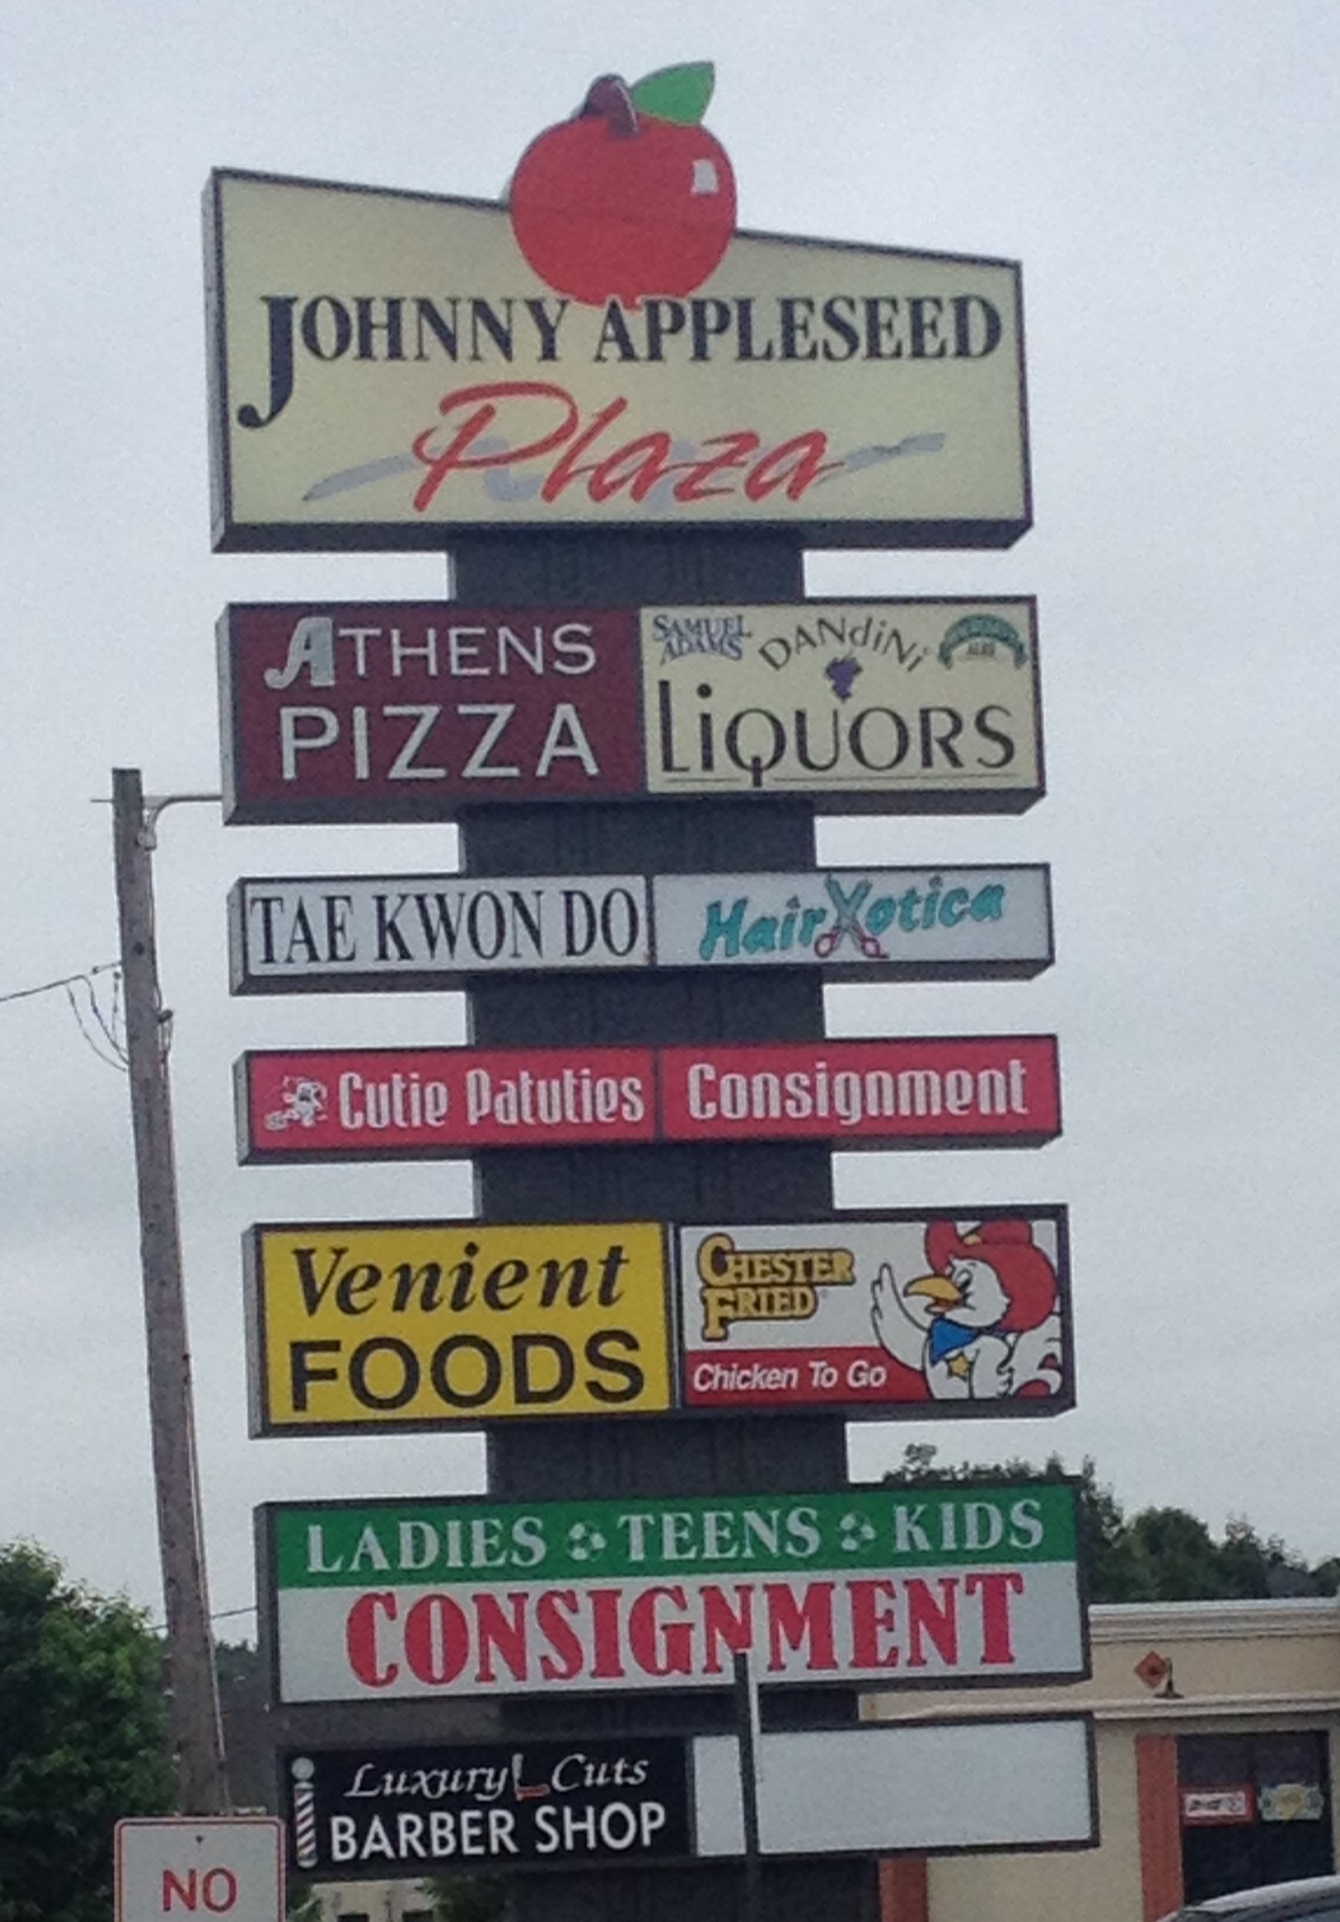 JOHNNY APPLESEED
Plaza
ATHENS
PIZZA
SAMUEL
ADAMS
DANdiNi
LiQUORS
TAE KWON DO
HairXotica
Cutie Patuties Consignment
Venient
FOODS
CHESTER
FRIED
Chicken To Go
LADIES TEENS KIDS
CONSIGNMENT
Luxury Cuts
BARBER SHOP
NO